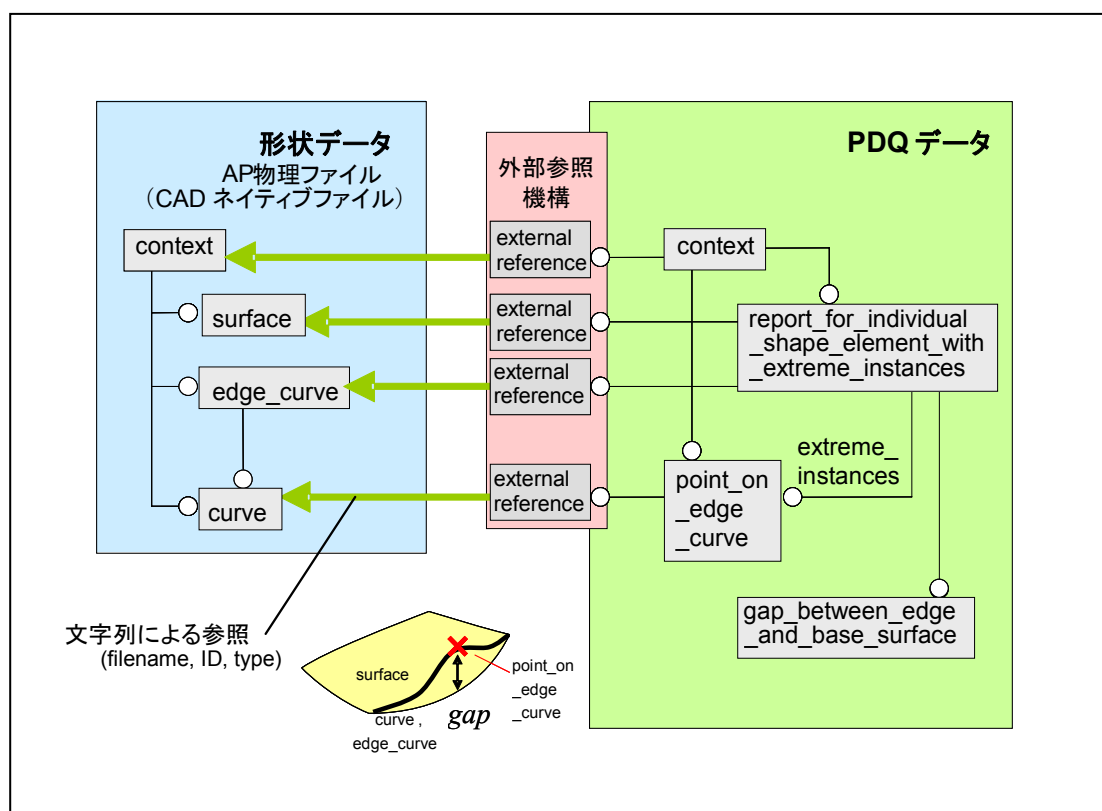 形状データ
AP物理ファイル
（CAD ネイティブファイル）
context
surface
edge_curve
curve
外部参照
機構
external
reference
external
reference
external
reference
external
reference
PDQ データ
context
report_for_individual
_shape_element_with
_extreme_instances
extreme_
instances
point_on
_edge
_curve
gap_between_edge
_and_base_surface
文字列による参照
(filename, ID, type)
surface
point_on
_edge
_curve
gap
curve ,
edge_curve